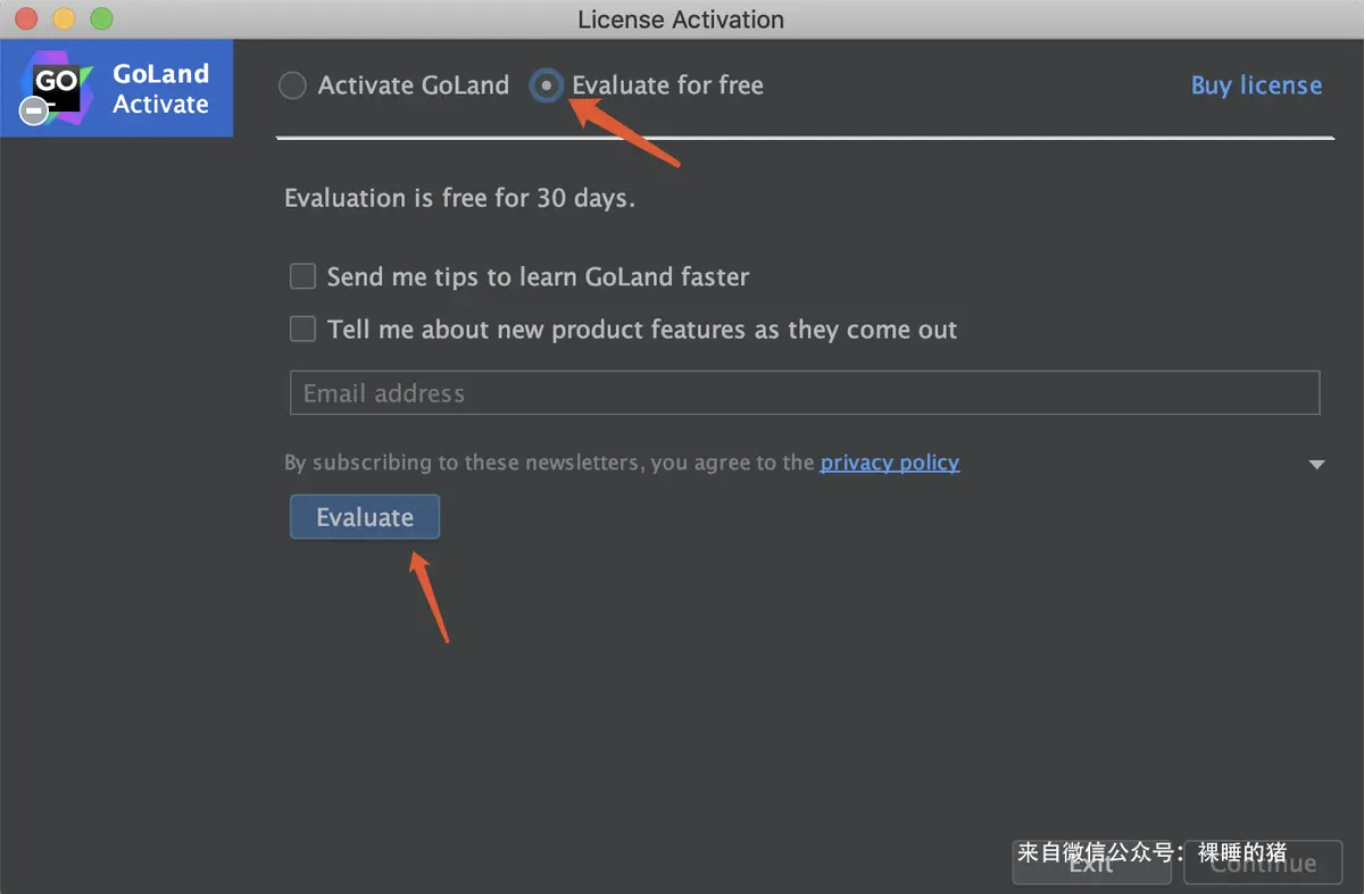 License Activation
GO
GoLand
Activate
Activate GoLand
Evaluate for free
Buy license
Evaluation is free for 30 days.
Send me tips to learn GoLand faster
Tell me about new product features as they come out
Email address
By subscribing to these newsletters, you agree to the privacy policy
Evaluate
来自微信公众号：裸睡的猪
Exit
Continue